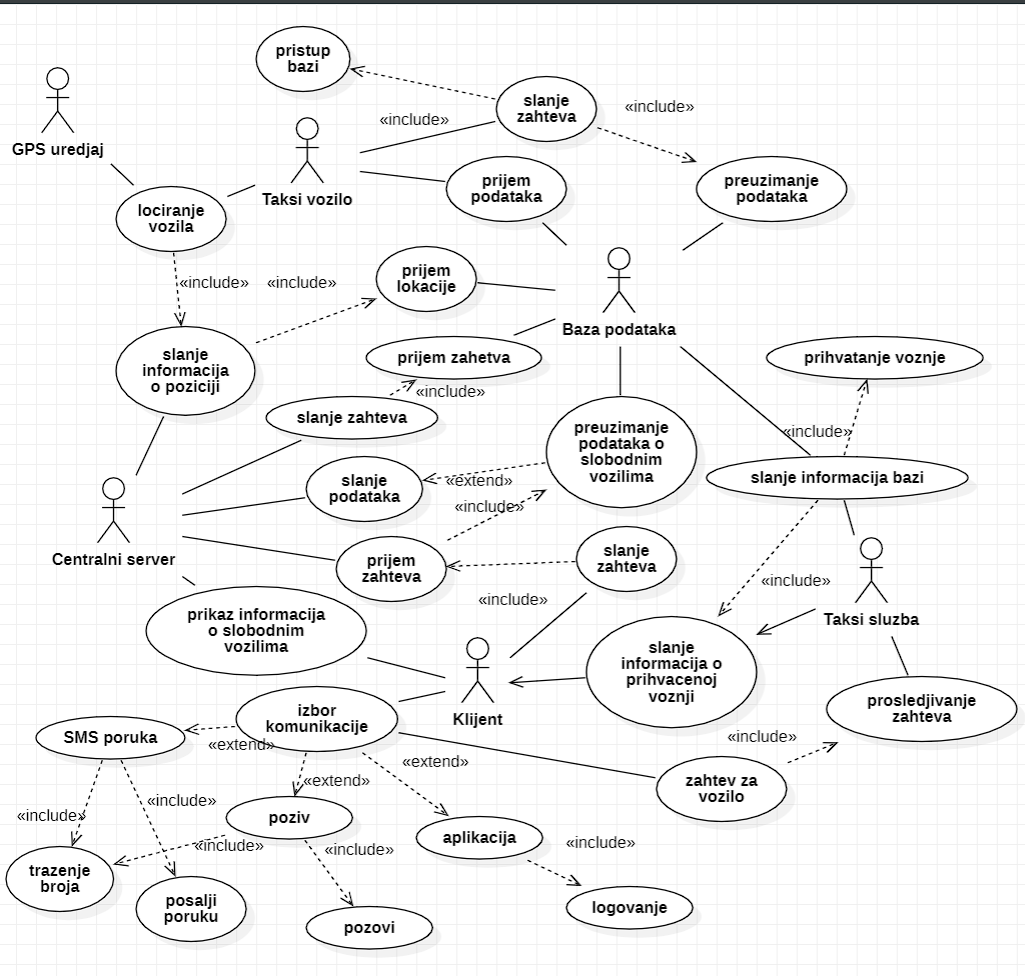 pristup
bazi
slanje
zahteva
«include»
«include»
GPS uredjaj
Taksi vozilo
prijem
podataka
preuzimanje
podataka
lociranje
vozila
«include»
«include»
prijem
lokacije
Baza podataka
slanje
informacija
o poziciji
prijem zahetva
prihvatanje voznje
«include»
slanje zahteva
preuzimanje
podataka o
slobodnim
vozilima
«include»
slanje informacija bazi
slanje
podataka
«extend»
«include»
Centralni server
prijem
zahteva
slanje
zahteva
«include»
«include»
Taksi sluzba
prikaz informacija
o slobodnim
vozilima
slanje
informacija o
prihvacenoj
voznji
Klijent
izbor
komunikacije
prosledjivanje
zahteva
SMS poruka
«extend»
«include»
«extend»
«extend»
zahtev za
vozilo
«include»
«include»
poziv
aplikacija
«include»
«include»
«include»
trazenje
broja
posalji
poruku
pozovi
logovanje